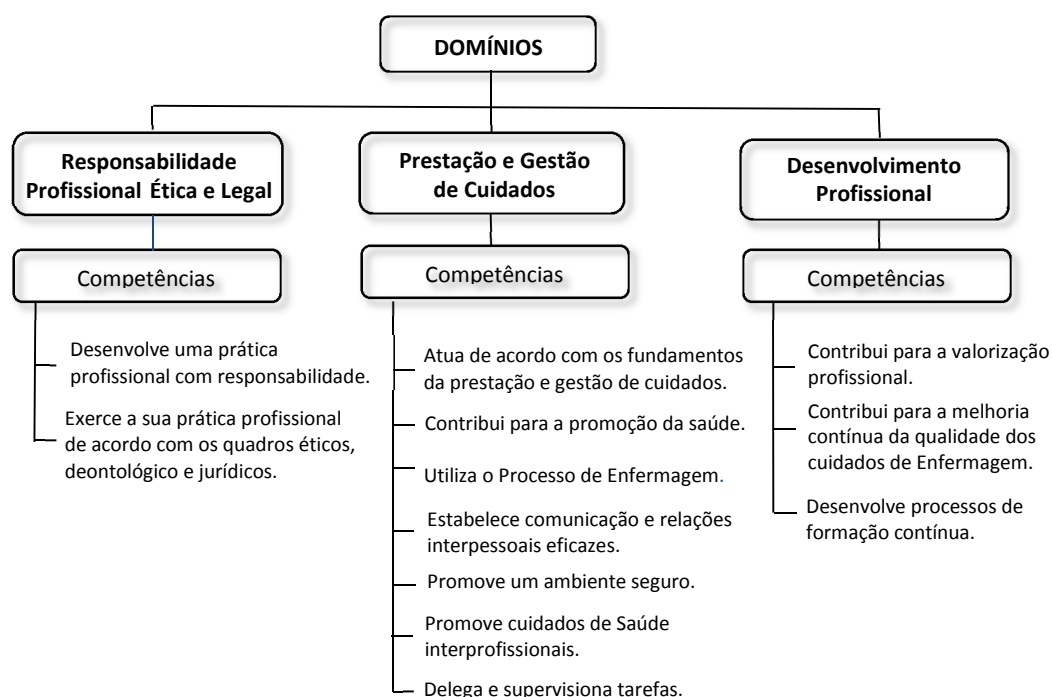 DOMÍNIOS
Responsabilidade
Profissional Ética e Legal
Competências
Desenvolve uma prática
profissional com responsabilidade.
Exerce a sua prática profissional
de acordo com os quadros éticos,
deontológico e jurídicos.
Prestação e Gestão
de Cuidados
Competências
Atua de acordo com os fundamentos
da prestação e gestão de cuidados.
Contribui para a promoção da saúde.
Utiliza o Processo de Enfermagem.
Estabelece comunicação e relações
interpessoais eficazes.
Promove um ambiente seguro.
Promove cuidados de Saúde
interprofissionais.
Delega e supervisiona tarefas.
Desenvolvimento
Profissional
Competências
Contribui para a valorização
profissional.
Contribui para a melhoria
contínua da qualidade dos
cuidados de Enfermagem.
Desenvolve processos de
formação contínua.